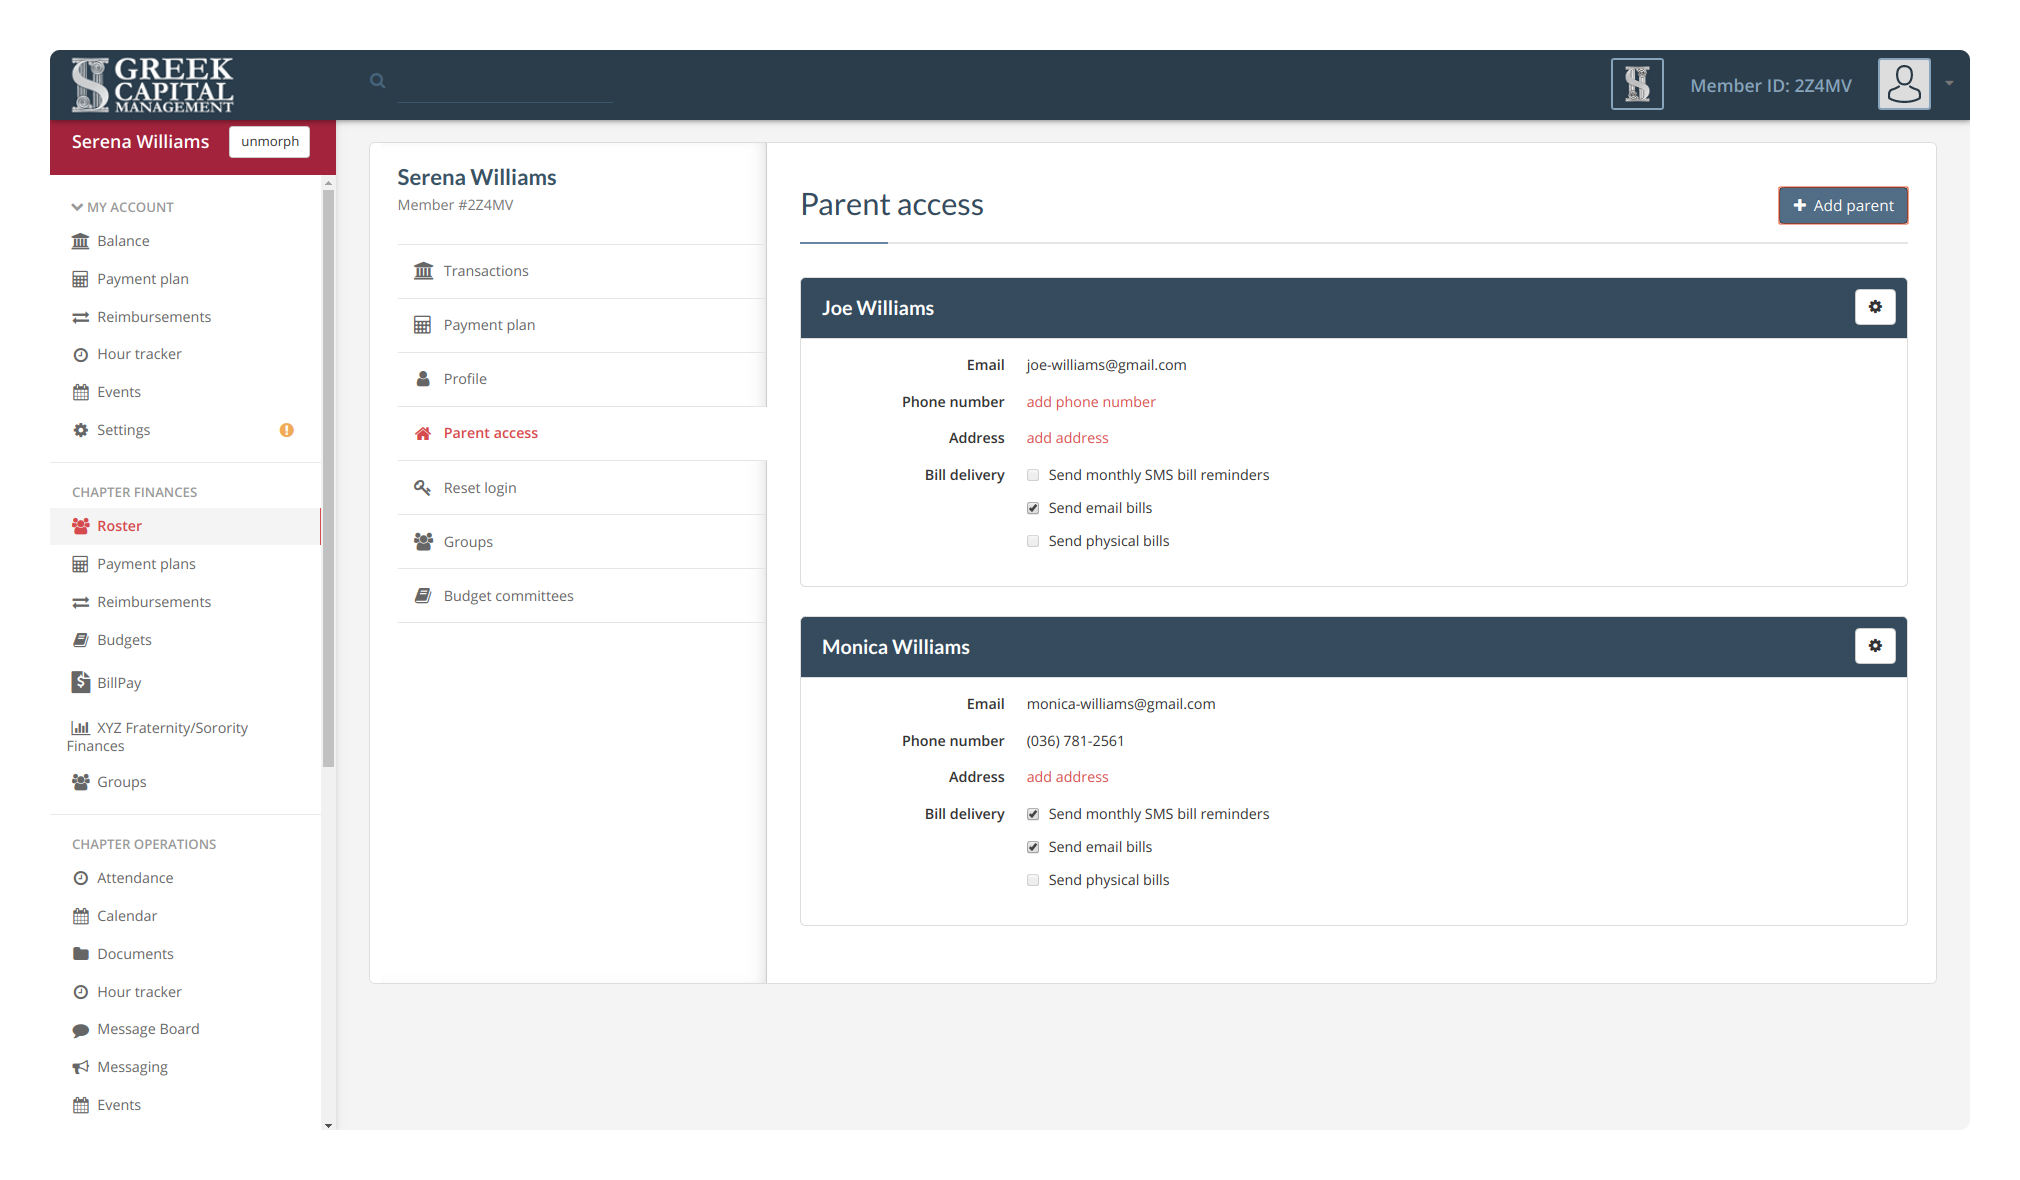 GREEK
CAPITAL
MANAGEMENT
Member ID: 2Z4MV
Serena Williams unmorph
MY ACCOUNT
Balance
Payment plan
Reimbursements
Hour tracker
Events
Settings
CHAPTER FINANCES
Roster
Payment plans
Reimbursements
Budgets
BillPay
XYZ Fraternity/Sorority
Finances
Groups
CHAPTER OPERATIONS
Attendance
Calendar
Documents
Hour tracker
Message Board
Messaging
Events
Serena Williams
Member #2Z4MV
Transactions
Payment plan
Profile
Parent access
Reset login
Groups
Budget committees
Parent access
+ Add parent
Joe Williams
Email joe-williams@gmail.com
Phone number add phone number
Address add address
Bill delivery Send monthly SMS bill reminders
Send email bills
Send physical bills
Monica Williams
Email monica-williams@gmail.com
Phone number (036) 781-2561
Address add address
Bill delivery Send monthly SMS bill reminders
Send email bills
Send physical bills